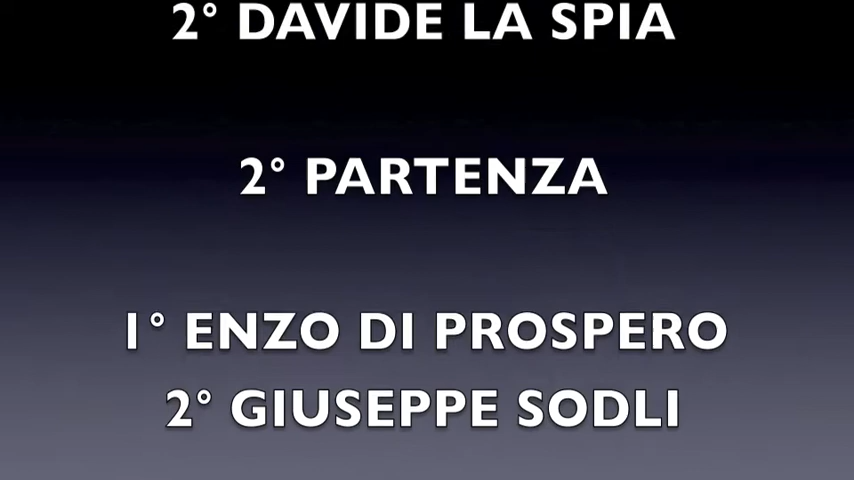 2° DAVIDE LA SPIA
2° PARTENZA
1° ENZO DI PROSPERO
2° GIUSEPPE SODLI